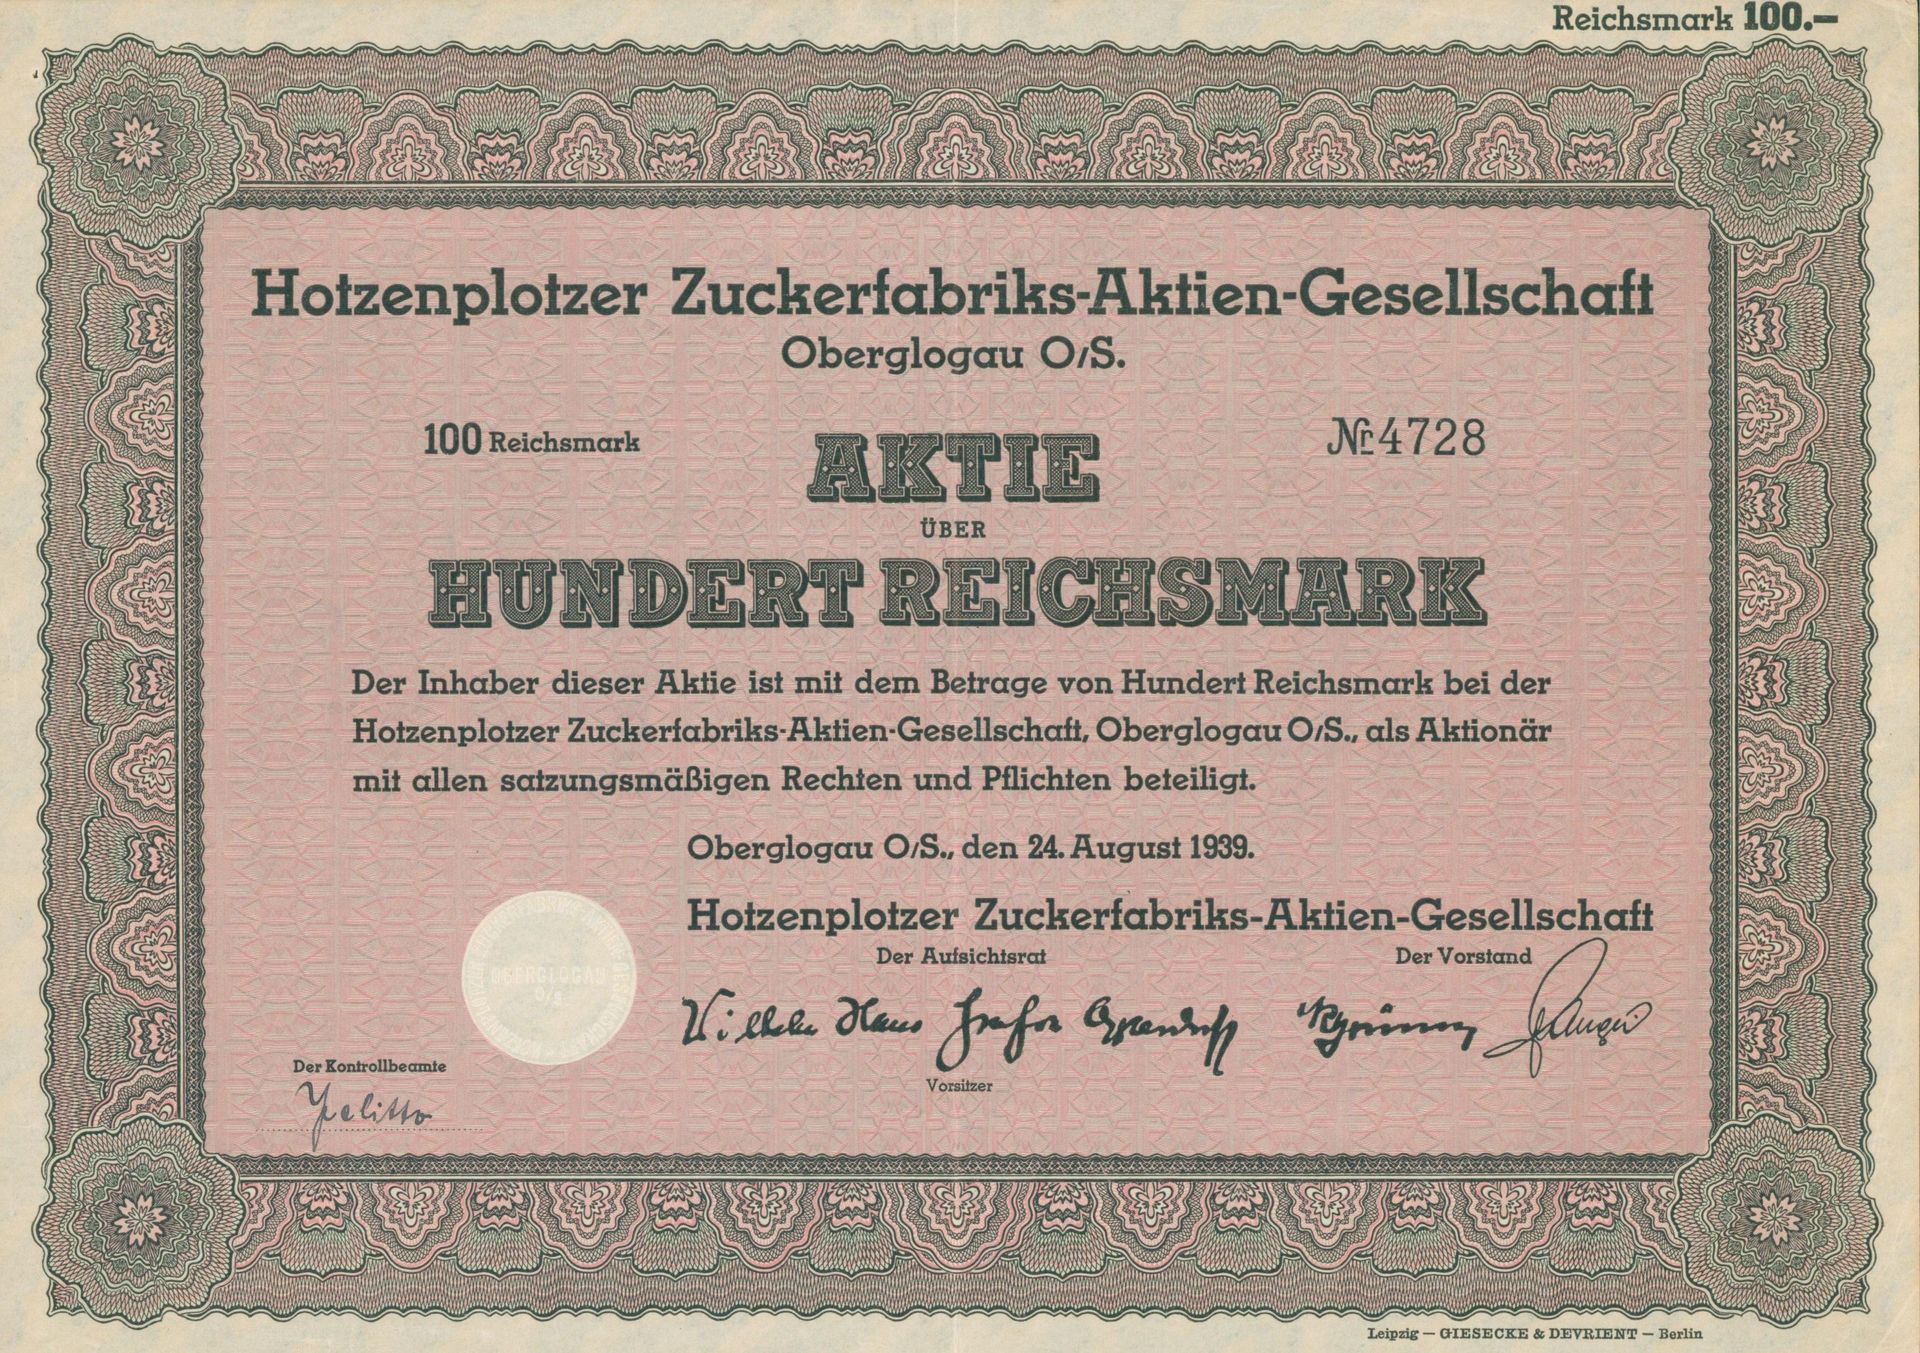 Reichsmark 100.—
Hotzenplotzer Zuckerfabriks-Aktien-Gesellschaft
Oberglogau O/S.
100 Reichsmark
Nr 4728
AKTIE
ÜBER
HUNDERT REICHSMARK
Der Inhaber dieser Aktie ist mit dem Betrage von Hundert Reichsmark bei der
Hotzenplotzer Zuckerfabriks-Aktien-Gesellschaft, Oberglogau O/S., als Aktionär
mit allen satzungsmäßigen Rechten und Pflichten beteiligt.
Oberglogau O/S., den 24. August 1939.
Hotzenplotzer Zuckerfabriks-Aktien-Gesellschaft
Der Aufsichtsrat
Der Vorstand
OBERGLOGAU
O/S
Wilhelm Hans
Vorsitzer
Der Kontrollbeamte
Leipzig — GIESECKE & DEVRIENT — Berlin